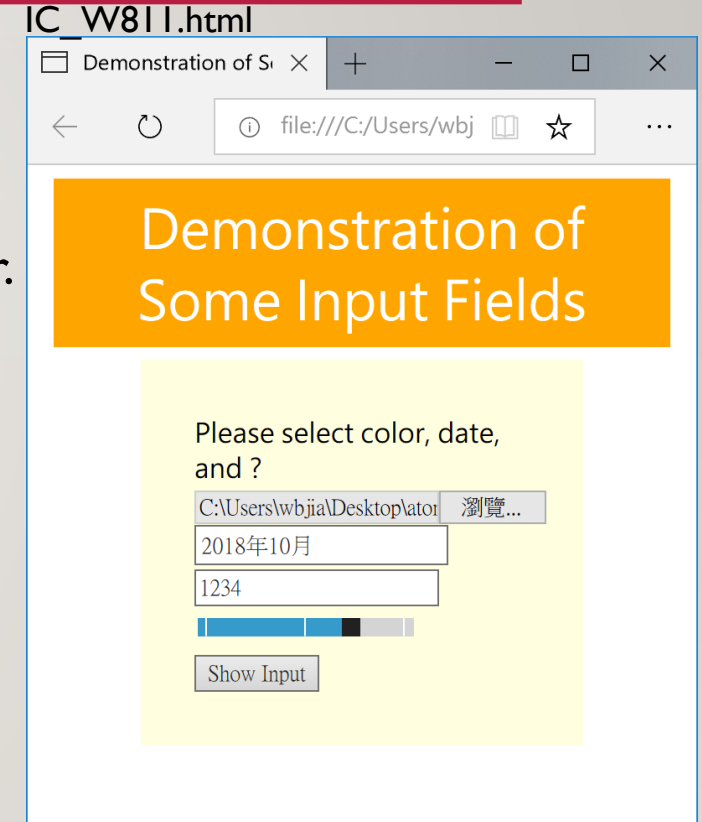 IC_W811.html
Demonstration of S
file:///C:/Users/wbj
r.
Demonstration of
Some Input Fields
Please select color, date,
and ?
C:\Users\wbjia\Desktop\ator
瀏覽...
2018年10月
1234
Show Input